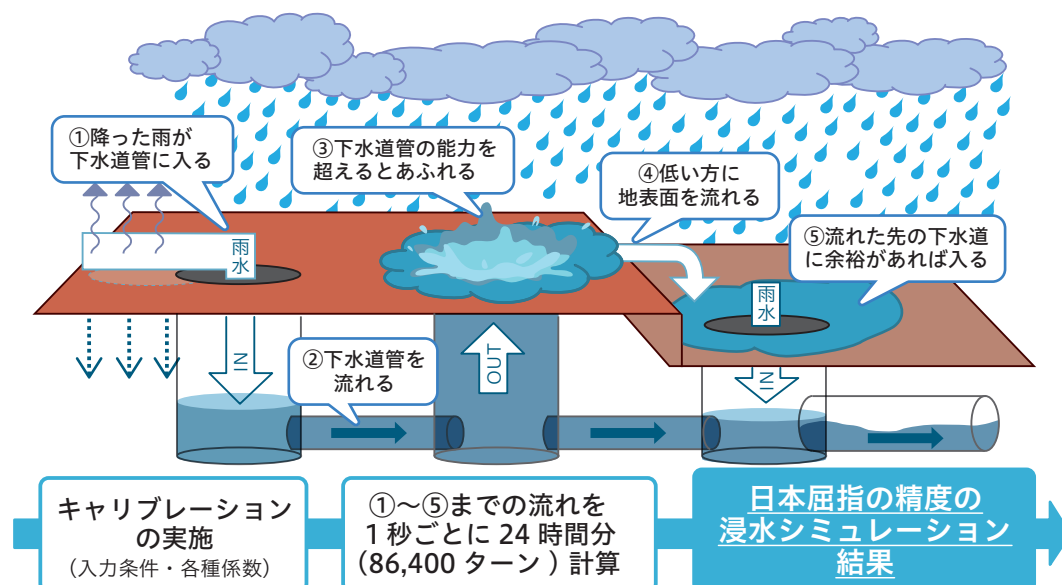 ①降った雨が
下水道管に入る
③下水道管の能力を
超えるとあふれる
④低い方に
地表面を流れる
⑤流れた先の下水道
に余裕があれば入る
雨水
雨水
IN
②下水道管を
流れる
OUT
IN
キャリブレーション
の実施
(入力条件・各種係数)
①～⑤までの流れを
1秒ごとに24時間分
(86,400ターン)計算
日本屈指の精度の
浸水シミュレーション
結果